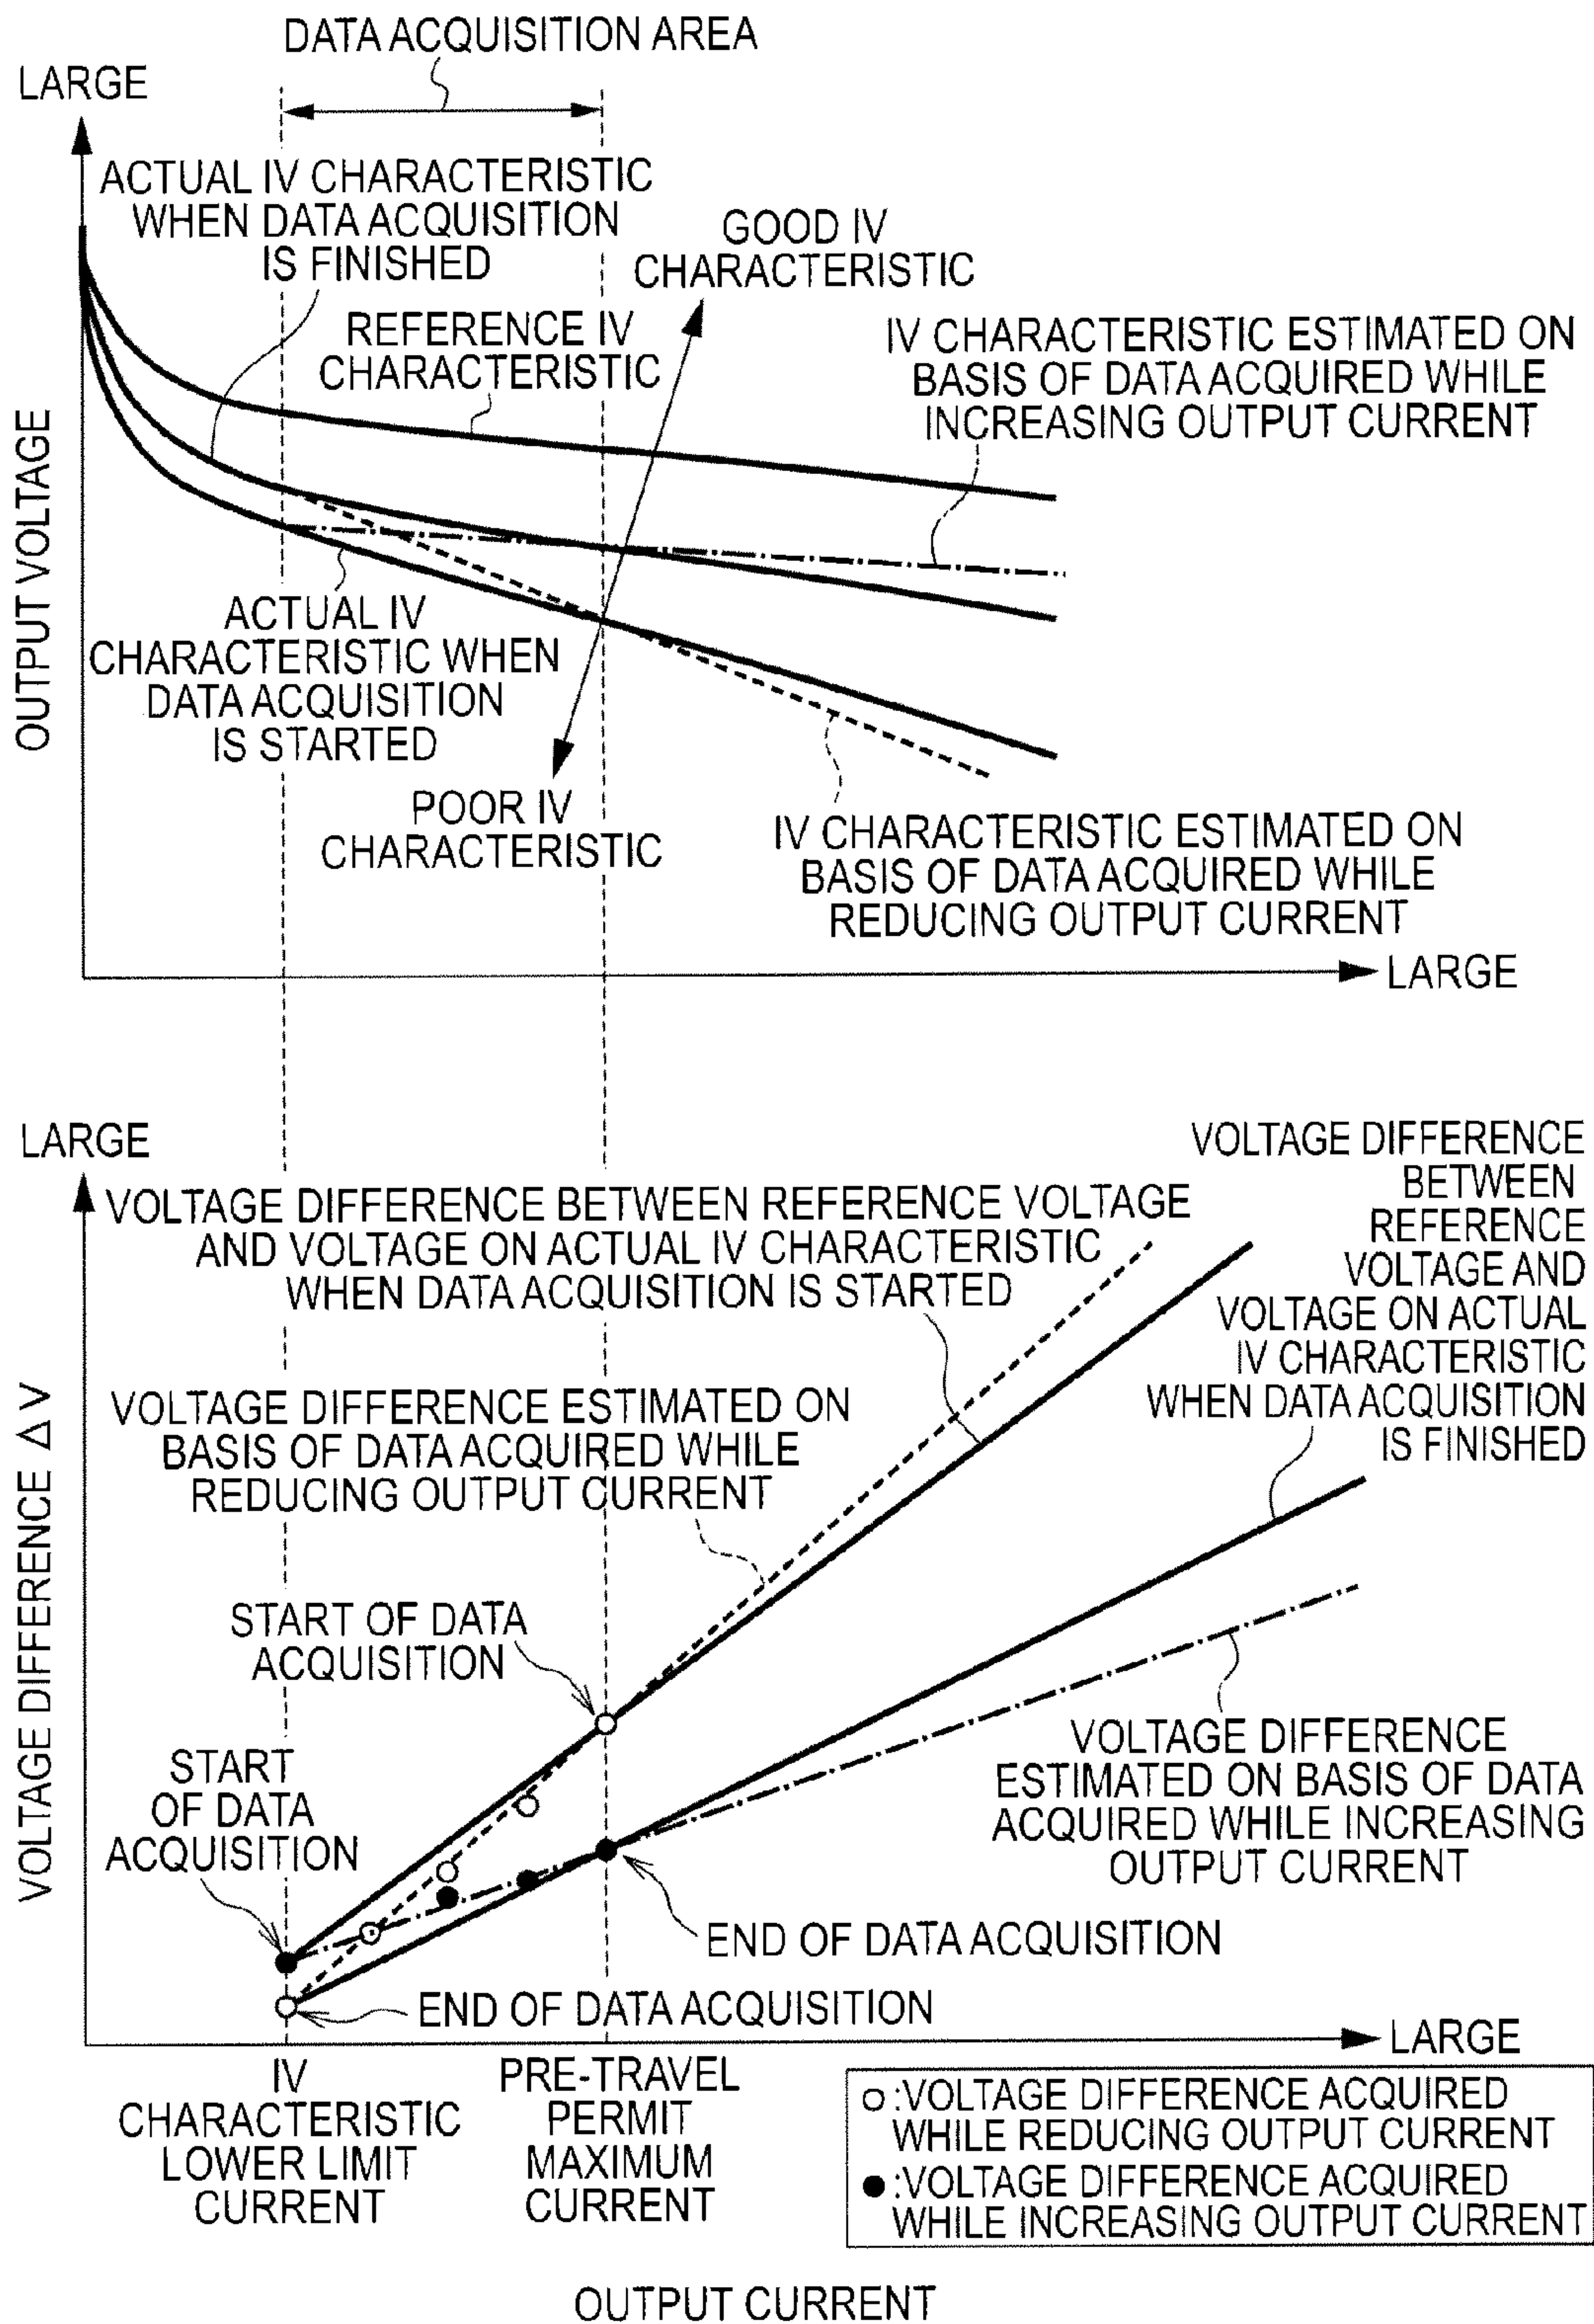 DATA ACQUISITION AREA
LARGE
ACTUAL IV CHARACTERISTIC
WHEN DATA ACQUISITION
IS FINISHED
GOOD IV
CHARACTERISTIC
REFERENCE IV
CHARACTERISTIC
IV CHARACTERISTIC ESTIMATED ON
BASIS OF DATA ACQUIRED WHILE
INCREASING OUTPUT CURRENT
OUTPUT VOLTAGE
ACTUAL IV
CHARACTERISTIC WHEN
DATA ACQUISITION
IS STARTED
POOR IV
CHARACTERISTIC
IV CHARACTERISTIC ESTIMATED ON
BASIS OF DATA ACQUIRED WHILE
REDUCING OUTPUT CURRENT
LARGE
LARGE
VOLTAGE DIFFERENCE BETWEEN REFERENCE VOLTAGE
AND VOLTAGE ON ACTUAL IV CHARACTERISTIC
WHEN DATA ACQUISITION IS STARTED
VOLTAGE DIFFERENCE
BETWEEN
REFERENCE
VOLTAGE AND
VOLTAGE ON ACTUAL
IV CHARACTERISTIC
WHEN DATA ACQUISITION
IS FINISHED
VOLTAGE DIFFERENCE ESTIMATED ON
BASIS OF DATA ACQUIRED WHILE
REDUCING OUTPUT CURRENT
VOLTAGE DIFFERENCE ΔV
START OF DATA
ACQUISITION
START
OF DATA
ACQUISITION
VOLTAGE DIFFERENCE
ESTIMATED ON BASIS OF DATA
ACQUIRED WHILE INCREASING
OUTPUT CURRENT
END OF DATA ACQUISITION
END OF DATA ACQUISITION
LARGE
IV
CHARACTERISTIC
LOWER LIMIT
CURRENT
PRE-TRAVEL
PERMIT
MAXIMUM
CURRENT
○:VOLTAGE DIFFERENCE ACQUIRED
WHILE REDUCING OUTPUT CURRENT
●:VOLTAGE DIFFERENCE ACQUIRED
WHILE INCREASING OUTPUT CURRENT
OUTPUT CURRENT